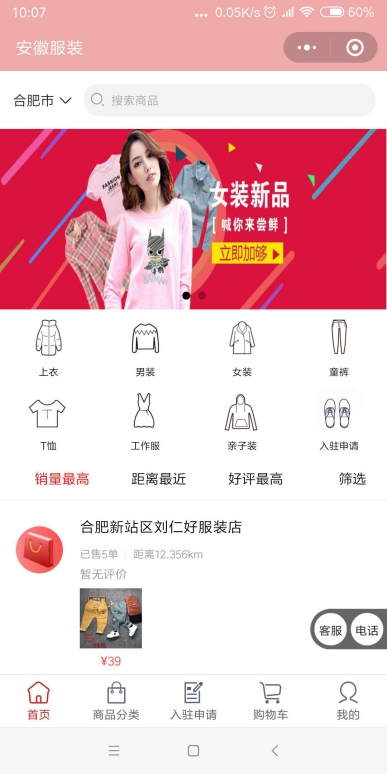 10:07 ... 0.05K/s 60%
安徽服装
合肥市 搜索商品
FASHION
女装新品
[ 喊你来尝鲜 ]
立即加够
上衣 男装 女装 童裤
T恤 工作服 亲子装 入驻申请
销量最高 距离最近 好评最高 筛选
合肥新站区刘仁好服装店
已售5单 距离12.356km
暂无评价
¥39
客服 电话
首页 商品分类 入驻申请 购物车 我的